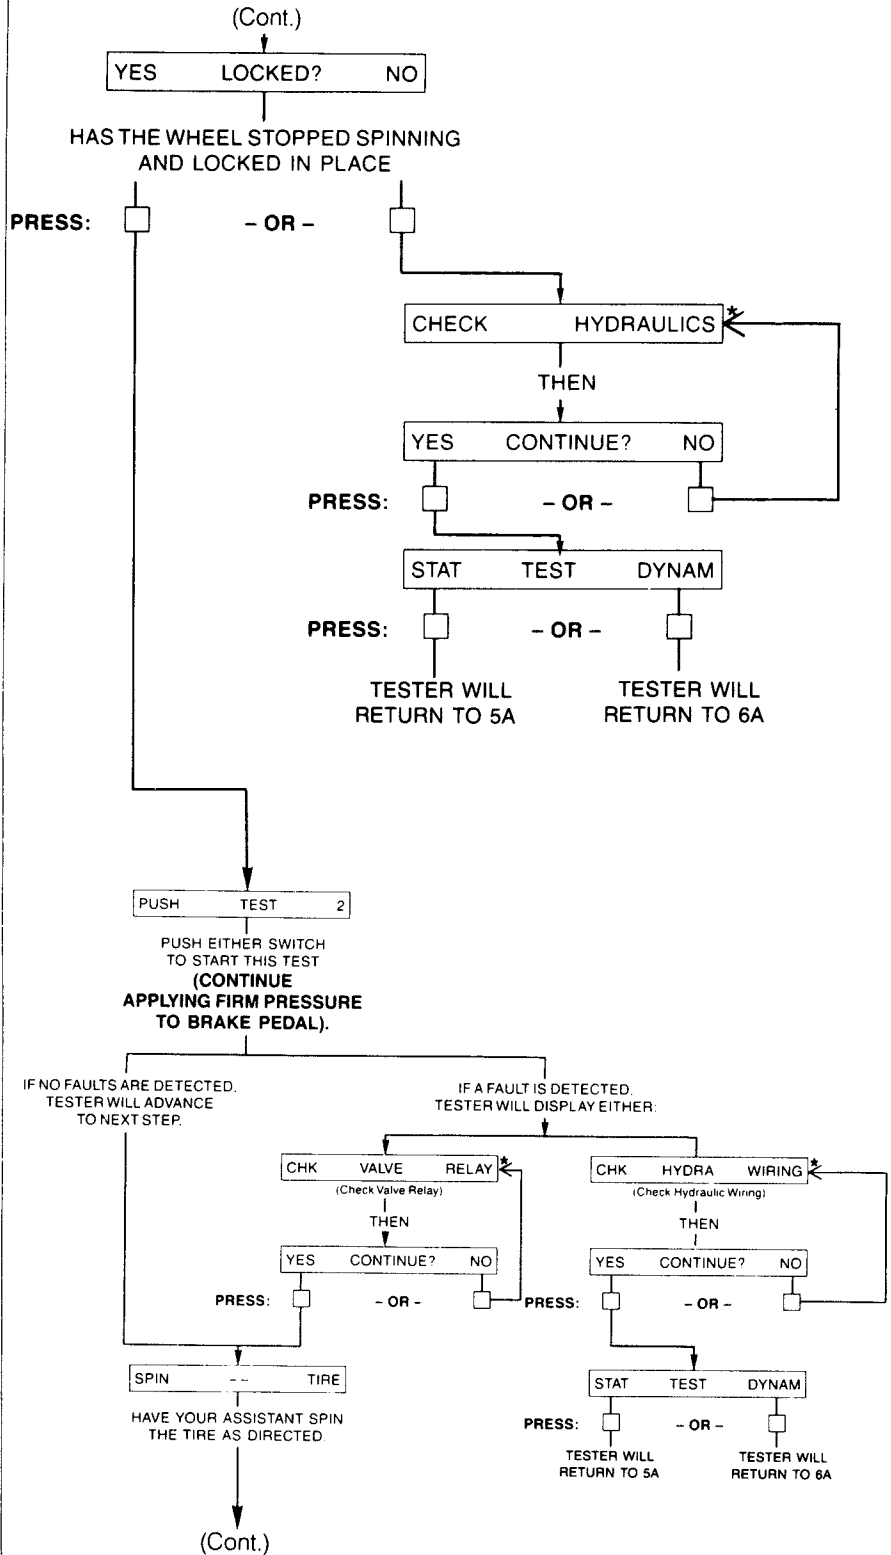 (Cont.)
YES LOCKED? NO
HAS THE WHEEL STOPPED SPINNING
AND LOCKED IN PLACE
PRESS: – OR –
CHECK HYDRAULICS *
THEN
YES CONTINUE? NO
PRESS: – OR –
STAT TEST DYNAM
PRESS: – OR –
TESTER WILL
RETURN TO 5A
TESTER WILL
RETURN TO 6A
PUSH TEST 2
PUSH EITHER SWITCH
TO START THIS TEST
(CONTINUE
APPLYING FIRM PRESSURE
TO BRAKE PEDAL).
IF NO FAULTS ARE DETECTED.
TESTER WILL ADVANCE
TO NEXT STEP.
IF A FAULT IS DETECTED.
TESTER WILL DISPLAY EITHER:
CHK VALVE RELAY *
(Check Valve Relay)
THEN
YES CONTINUE? NO
PRESS: – OR –
CHK HYDRA WIRING *
(Check Hydraulic Wiring)
THEN
YES CONTINUE? NO
PRESS: – OR –
SPIN – – TIRE
HAVE YOUR ASSISTANT SPIN
THE TIRE AS DIRECTED.
STAT TEST DYNAM
PRESS: – OR –
TESTER WILL
RETURN TO 5A
TESTER WILL
RETURN TO 6A
(Cont.)